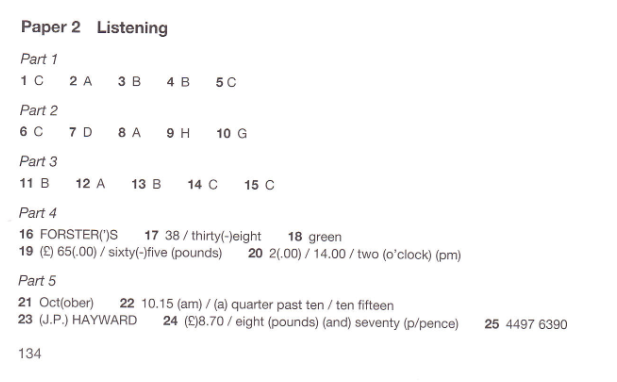 Paper 2 Listening
Part 1
1 C 2 A 3 B 4 B 5 C
Part 2
6 C 7 D 8 A 9 H 10 G
Part 3
11 B 12 A 13 B 14 C 15 C
Part 4
16 FORSTER(')S 17 38 / thirty(-)eight 18 green
19 (£) 65(.00) / sixty(-)five (pounds) 20 2(.00) / 14.00 / two (o'clock) (pm)
Part 5
21 Oct(ober) 22 10.15 (am) / (a) quarter past ten / ten fifteen
23 (J.P.) HAYWARD 24 (£)8.70 / eight (pounds) (and) seventy (p/pence) 25 4497 6390
134